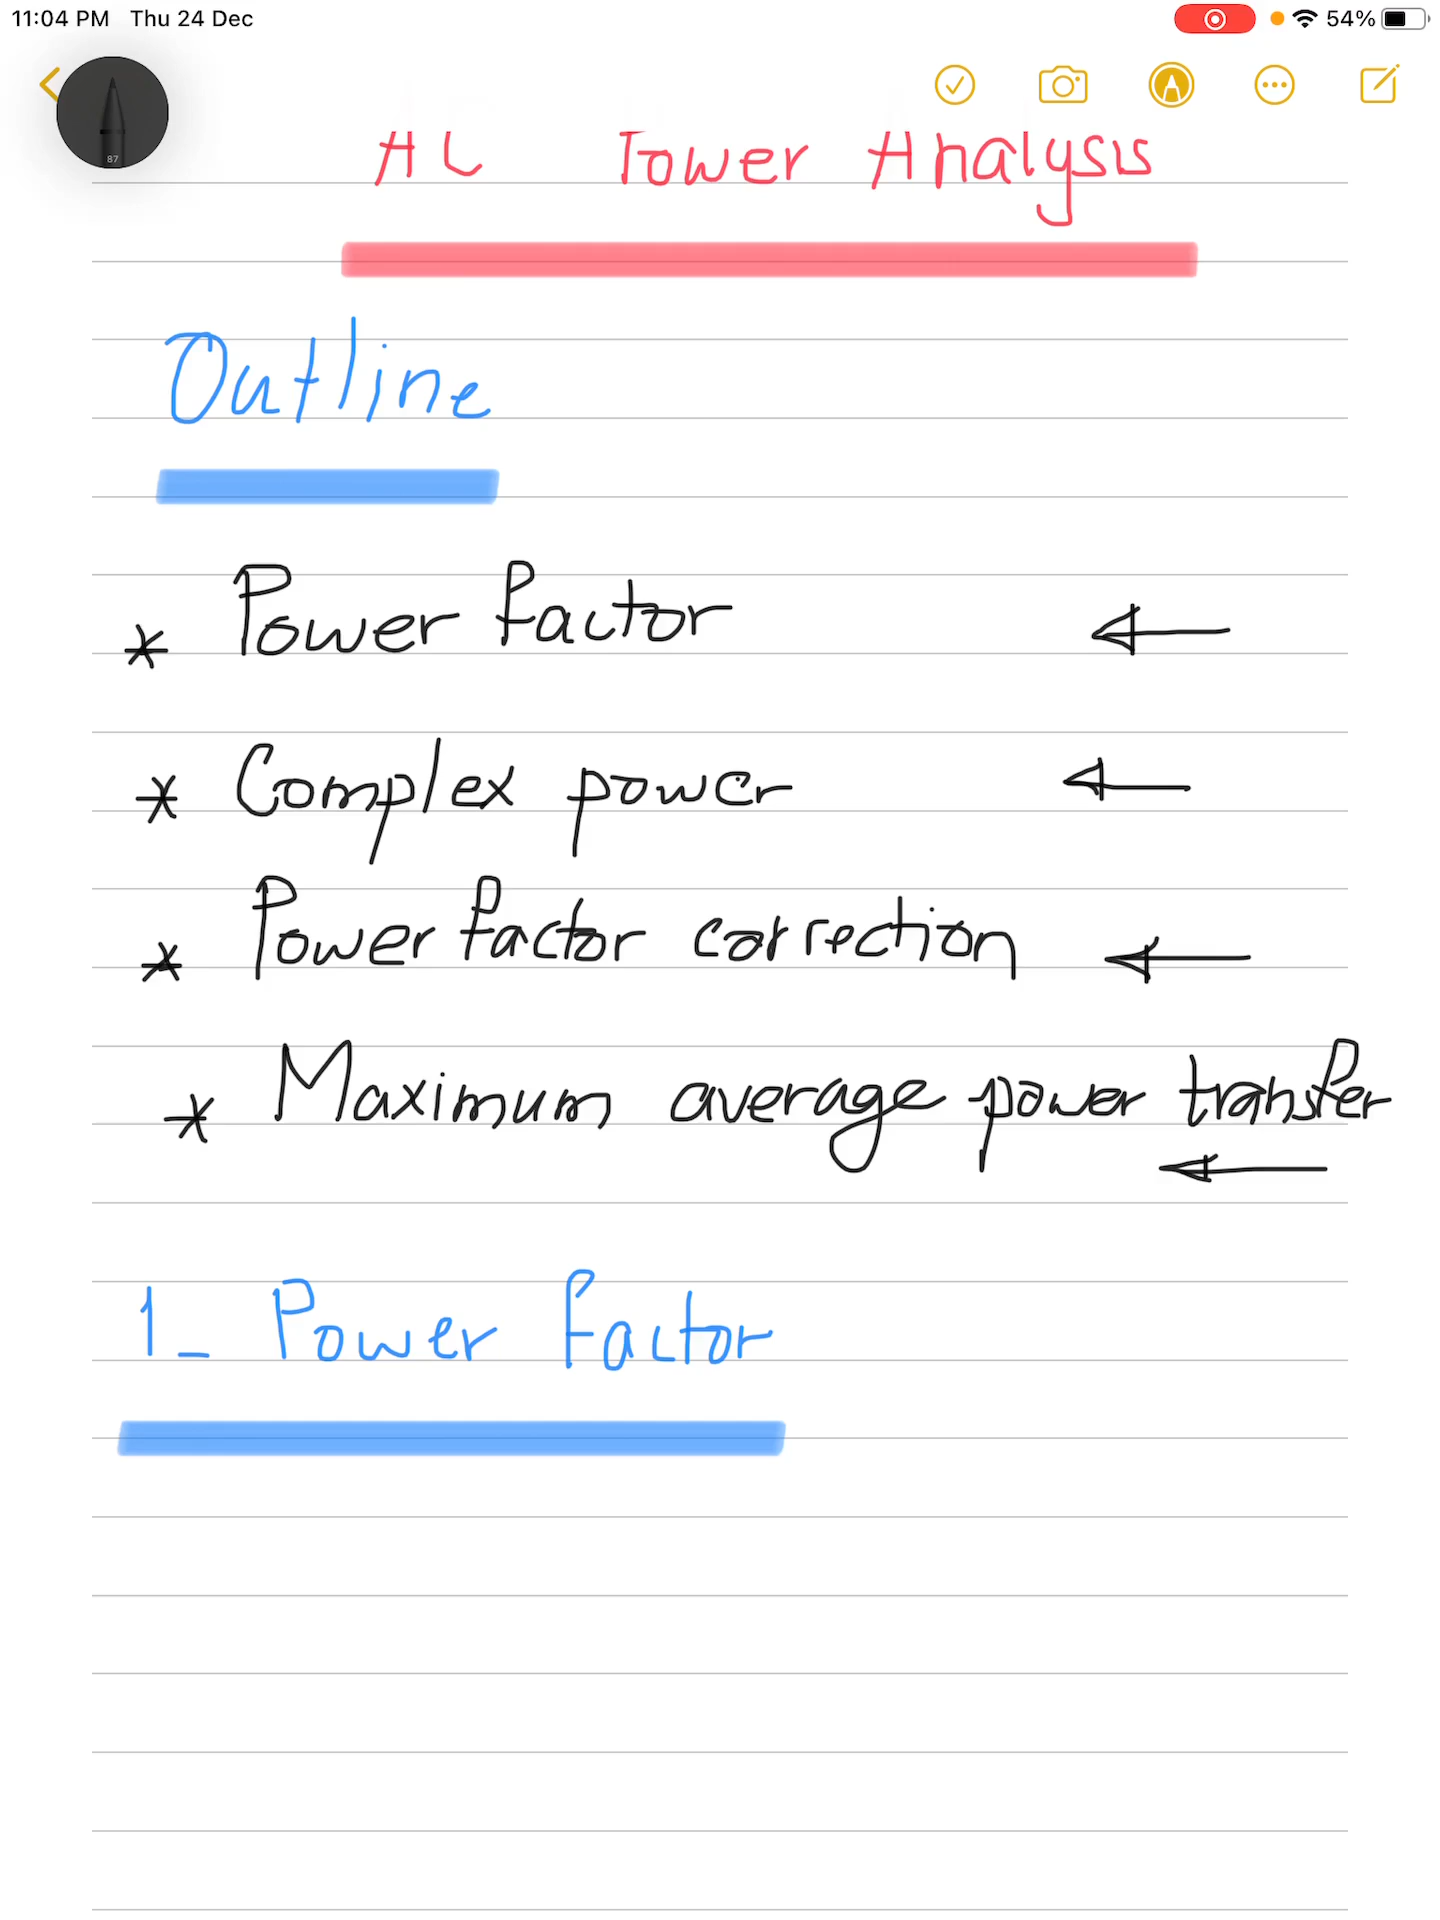 11:04 PM Thu 24 Dec 54%
87
AC Power Analysis
Outline
* Power factor
* Complex power
* Power factor correction
* Maximum average power transfer
1_ Power factor